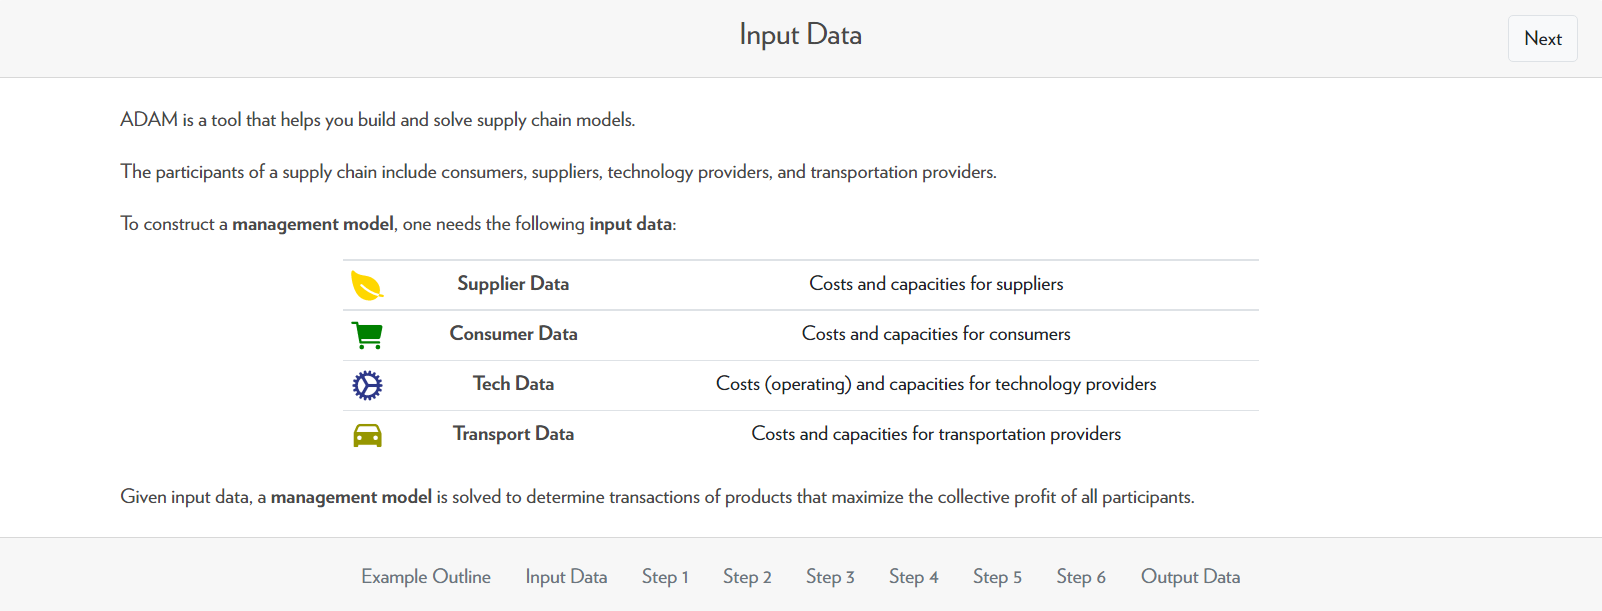 Input Data
Next
ADAM is a tool that helps you build and solve supply chain models.
The participants of a supply chain include consumers, suppliers, technology providers, and transportation providers.
To construct a management model, one needs the following input data:
Supplier Data Costs and capacities for suppliers
Consumer Data Costs and capacities for consumers
Tech Data Costs (operating) and capacities for technology providers
Transport Data Costs and capacities for transportation providers
Given input data, a management model is solved to determine transactions of products that maximize the collective profit of all participants.
Example Outline Input Data Step 1 Step 2 Step 3 Step 4 Step 5 Step 6 Output Data